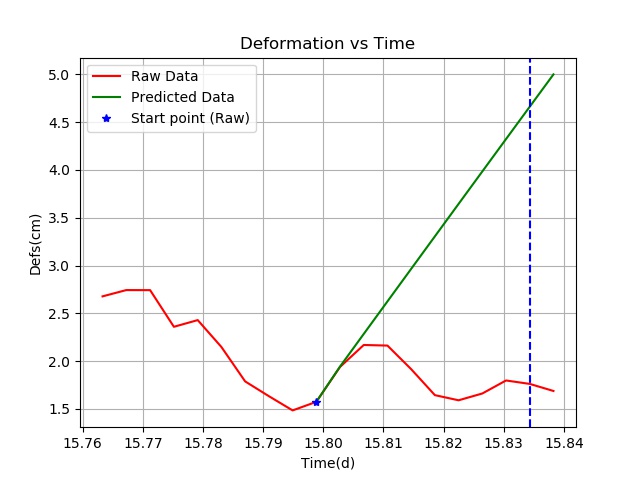 Deformation vs Time
Raw Data
Predicted Data
Start point (Raw)
5.0
4.5
4.0
3.5
3.0
2.5
2.0
1.5
Defs(cm)
15.76 15.77 15.78 15.79 15.80 15.81 15.82 15.83 15.84
Time(d)